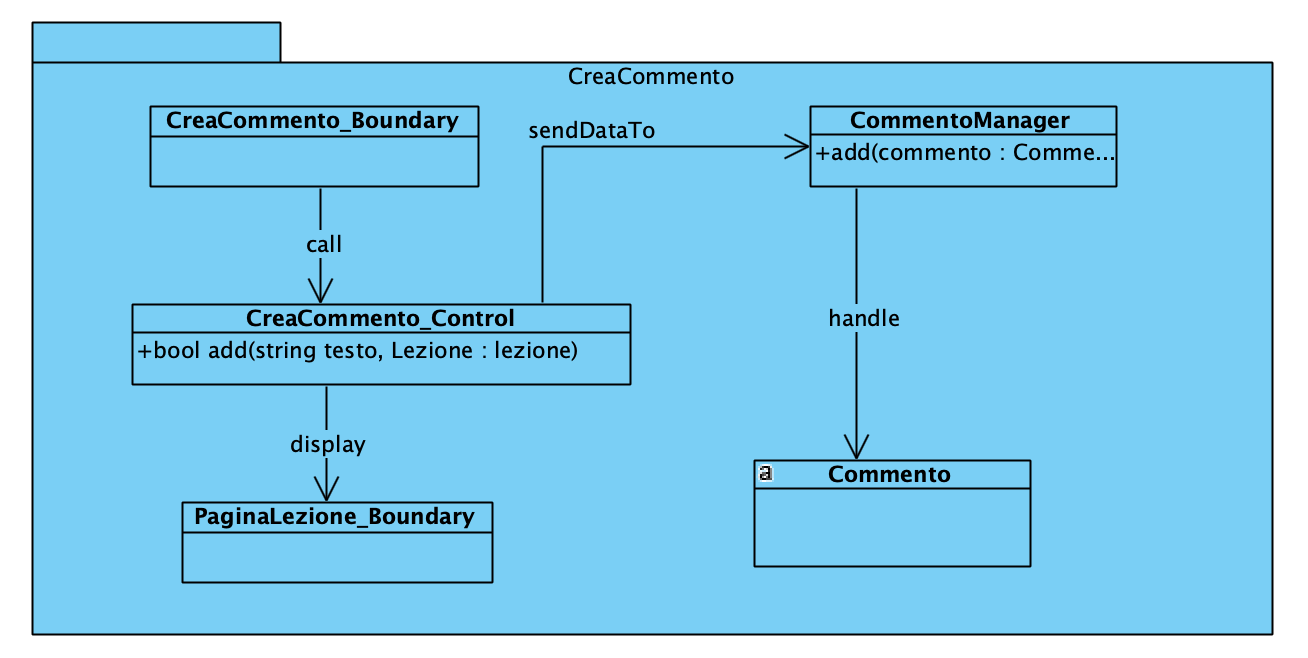 CreaCommento
CreaCommento_Boundary
sendDataTo
CommentoManager
+add(commento : Comme...
call
CreaCommento_Control
+bool add(string testo, Lezione : lezione)
handle
display
a
Commento
PaginaLezione_Boundary